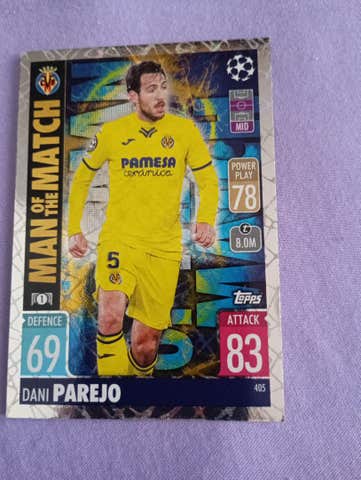 MAN OF THE MATCH
MID
POWER
PLAY
78
8.0M
PAMESA
cerámica
5
1
Topps
DEFENCE
69
ATTACK
83
DANI PAREJO
405